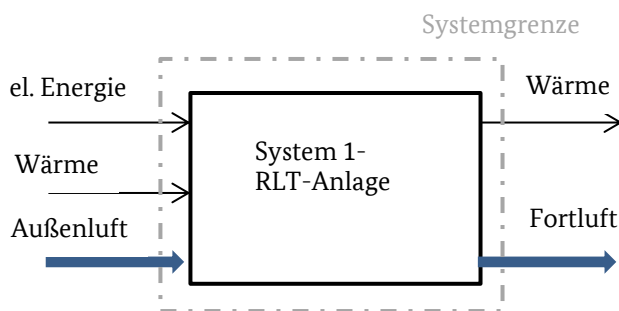 Systemgrenze
el. Energie
Wärme
System 1-
RLT-Anlage
Wärme
Außenluft
Fortluft